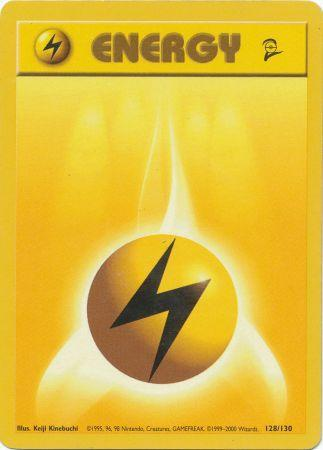 ENERGY
Illus. Keiji Kinebuchi ©1995, 96, 98 Nintendo, Creatures, GAMEFREAK. ©1999-2000 Wizards. 128/130